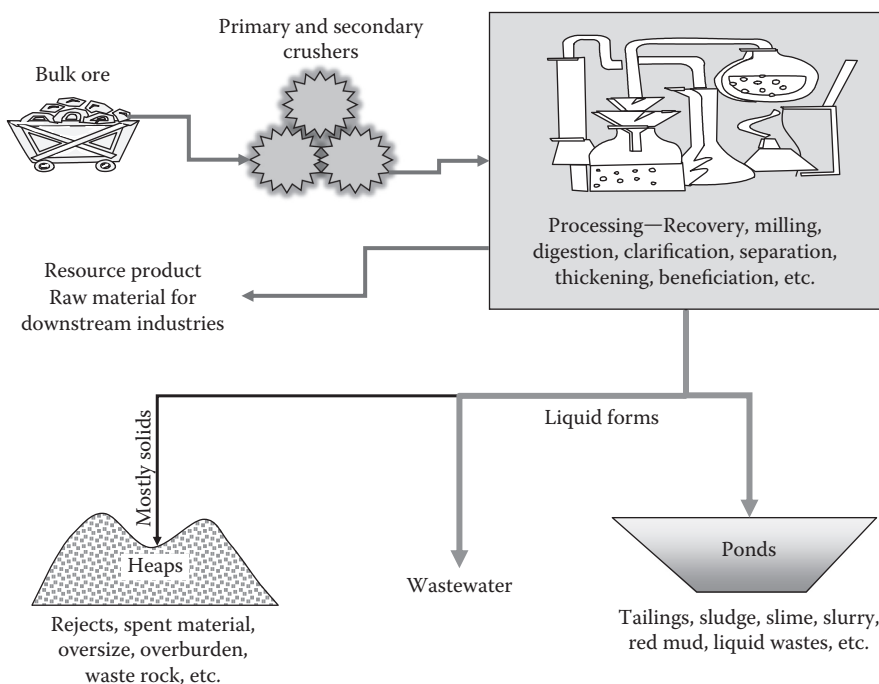 Primary and secondary
crushers
Bulk ore
Processing—Recovery, milling,
digestion, clarification, separation,
thickening, beneficiation, etc.
Resource product
Raw material for
downstream industries
Mostly solids
Liquid forms
Heaps
Rejects, spent material,
oversize, overburden,
waste rock, etc.
Wastewater
Ponds
Tailings, sludge, slime, slurry,
red mud, liquid wastes, etc.